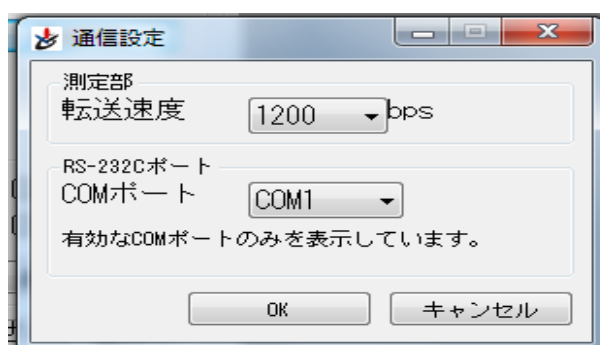 通信設定
測定部
転送速度 1200 bps
RS-232Cポート
COMポート COM1
有効なCOMポートのみを表示しています。
OK キャンセル